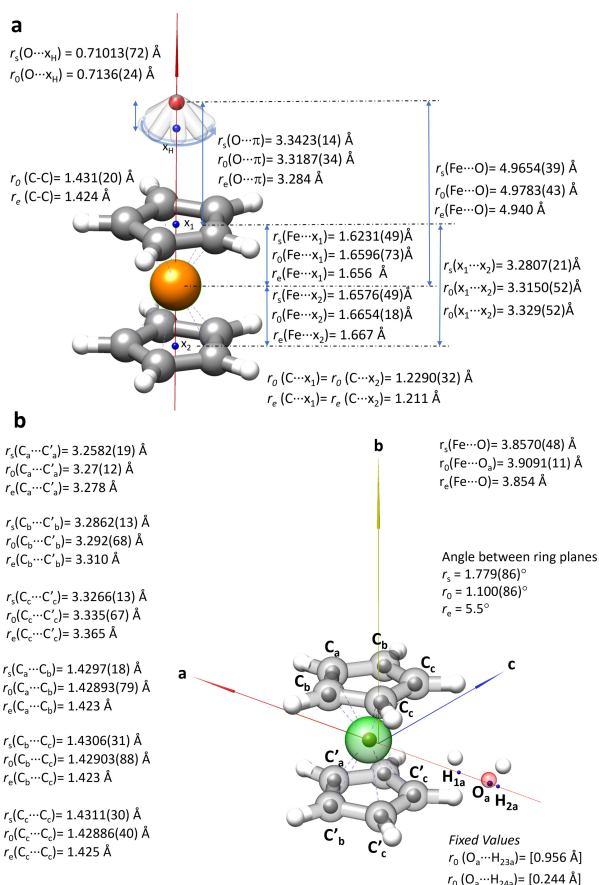 a
rs(O···xH) = 0.71013(72) Å
r0(O···xH) = 0.7136(24) Å
xH
rs(O···π)= 3.3423(14) Å
r0(O···π)= 3.3187(34) Å
re(O···π)= 3.284 Å
rs(Fe···O)= 4.9654(39) Å
r0(Fe···O)= 4.9783(43) Å
re(Fe···O)= 4.940 Å
r0 (C-C)= 1.431(20) Å
re (C-C)= 1.424 Å
x1
rs(Fe···x1)= 1.6231(49) Å
r0(Fe···x1)= 1.6596(73) Å
re(Fe···x1)= 1.656 Å
rs(Fe···x2)= 1.6576(49) Å
r0(Fe···x2)= 1.6654(18) Å
re(Fe···x2)= 1.667 Å
rs(x1···x2)= 3.2807(21) Å
r0(x1···x2)= 3.3150(52) Å
r0(x1···x2)= 3.329(52) Å
x2
r0 (C···x1)= r0 (C···x2)= 1.2290(32) Å
re (C···x1)= re (C···x2)= 1.211 Å
b
rs(Ca···C'a)= 3.2582(19) Å
r0(Ca···C'a)= 3.27(12) Å
re(Ca···C'a)= 3.278 Å
rs(Cb···C'b)= 3.2862(13) Å
r0(Cb···C'b)= 3.292(68) Å
re(Cb···C'b)= 3.310 Å
rs(Cc···C'c)= 3.3266(13) Å
r0(Cc···C'c)= 3.335(67) Å
re(Cc···C'c)= 3.365 Å
rs(Ca···Cb)= 1.4297(18) Å
r0(Ca···Cb)= 1.42893(79) Å
re(Ca···Cb)= 1.423 Å
rs(Cb···Cc)= 1.4306(31) Å
r0(Cb···Cc)= 1.42903(88) Å
re(Cb···Cc)= 1.423 Å
rs(Cc···Cc)= 1.4311(30) Å
r0(Cc···Cc)= 1.42886(40) Å
re(Cc···Cc)= 1.425 Å
b
rs(Fe···O)= 3.8570(48) Å
r0(Fe···Oa)= 3.9091(11) Å
re(Fe···O)= 3.854 Å
Angle between ring planes
rs = 1.779(86)°
r0 = 1.100(86)°
re = 5.5°
a
c
Ca
Cb
Cc
Cb
Cc
C'a
C'c
C'b
C'c
H1a
Oa
H2a
Fixed Values
r0 (Oa···H23a)= [0.956 Å]
r0 (Oa···H24a)= [0.244 Å]